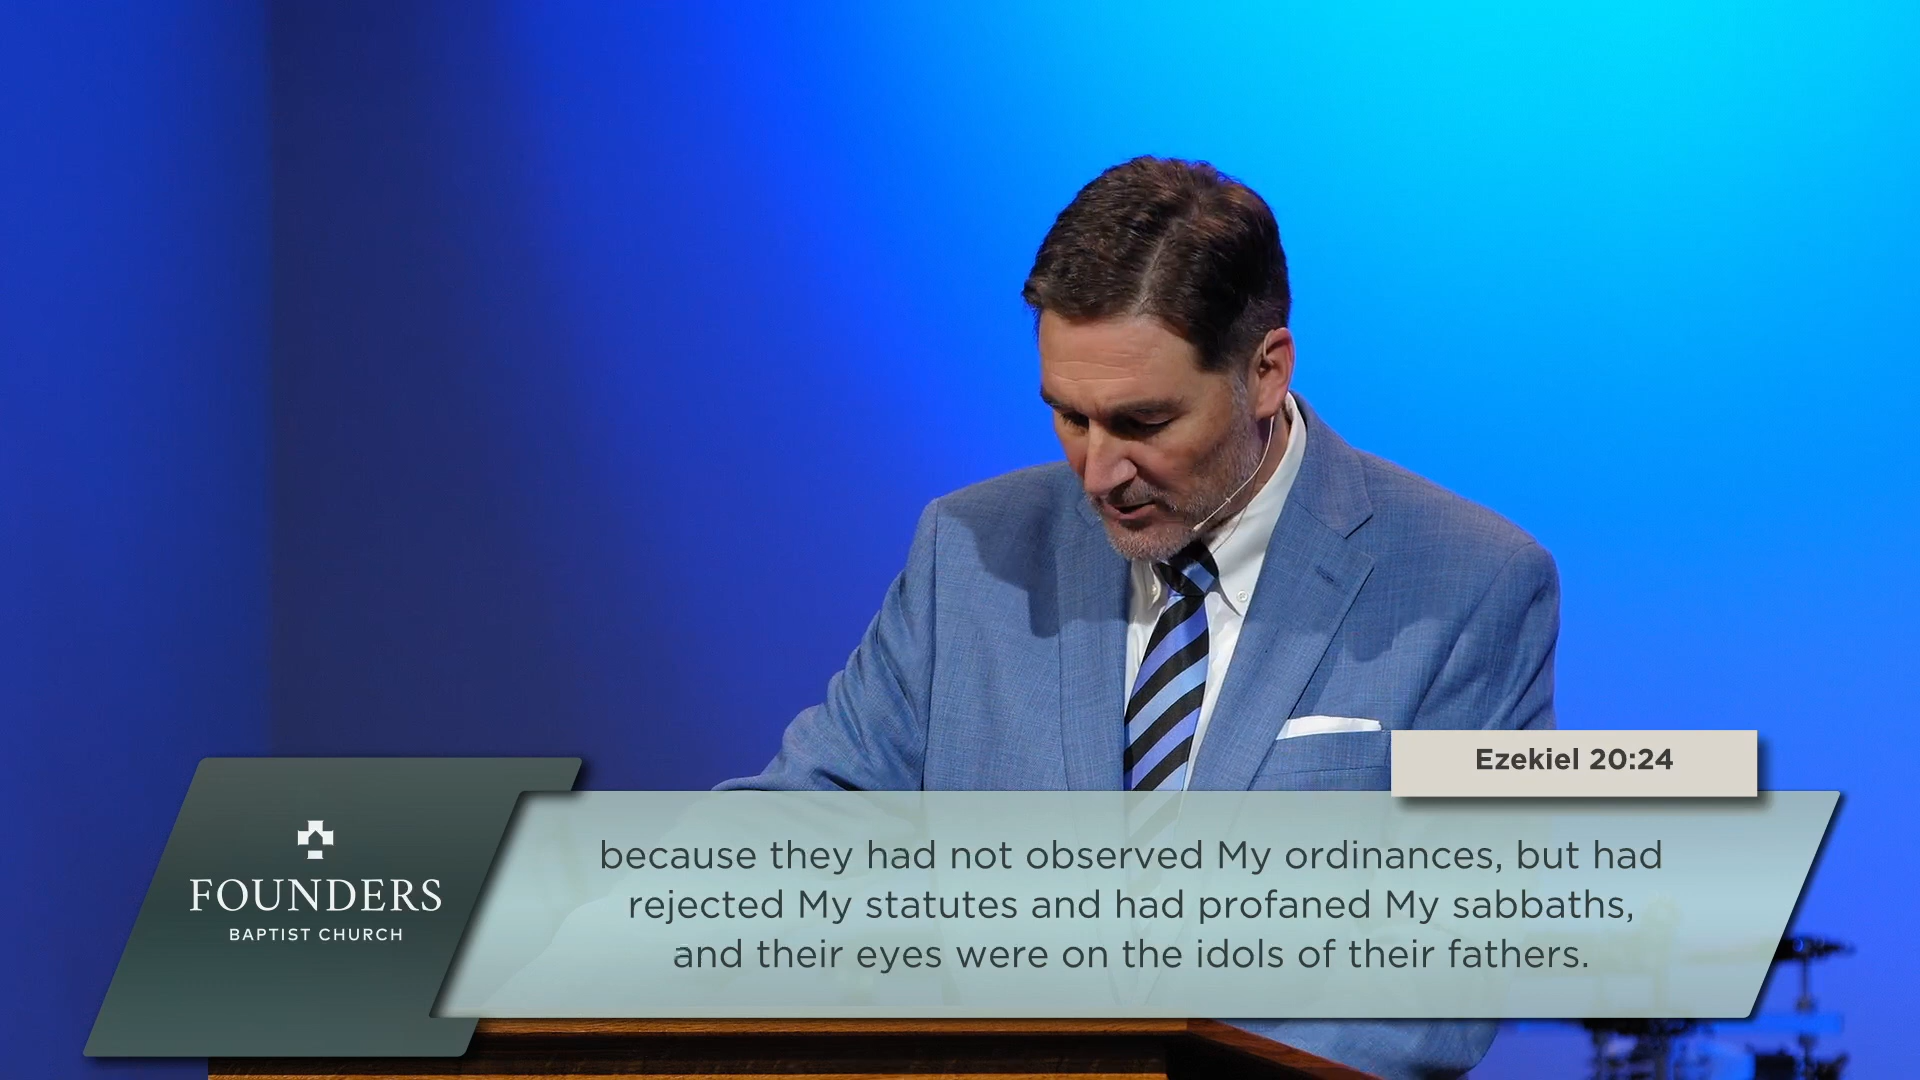 Ezekiel 20:24
because they had not observed My ordinances, but had
rejected My statutes and had profaned My sabbaths,
and their eyes were on the idols of their fathers.
FOUNDERS
BAPTIST CHURCH